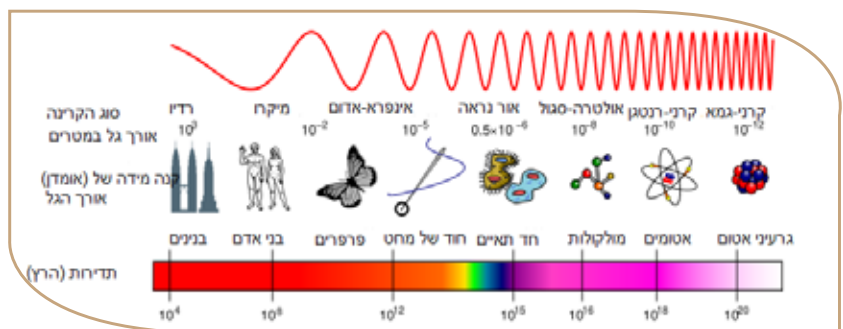 סוג הקרינה רדיו מיקרו אינפרא-אדום אור נראה אולטרה-סגול קרני-רנטגן קרני-גמא
אורך גל במטרים 10³ 10⁻² 10⁻⁵ 0.5×10⁻⁶ 10⁻⁸ 10⁻¹⁰ 10⁻¹²
קנה מידה של (אומדן)
אורך הגל
בנינים בני אדם פרפרים חוד של מחט חד תאיים מולקולות אטומים גרעיני אטום
תדירות (הרץ)
10⁴ 10⁸ 10¹² 10¹⁵ 10¹⁶ 10¹⁸ 10²⁰